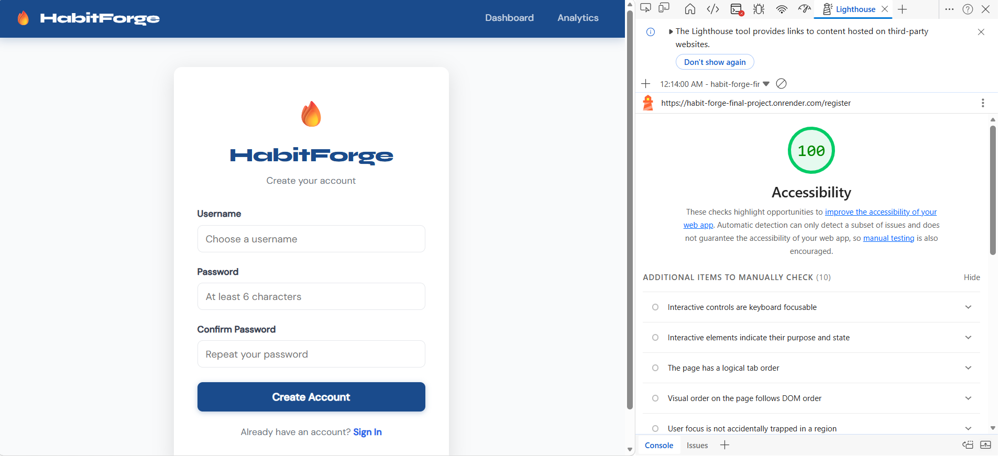 HabitForge
Dashboard
Analytics
HabitForge
Create your account
Username
Choose a username
Password
At least 6 characters
Confirm Password
Repeat your password
Create Account
Already have an account? Sign In
Lighthouse
The Lighthouse tool provides links to content hosted on third-party
websites.
Don't show again
12:14:00 AM - habit-forge-fir
https://habit-forge-final-project.onrender.com/register
100
Accessibility
These checks highlight opportunities to improve the accessibility of your
web app. Automatic detection can only detect a subset of issues and does
not guarantee the accessibility of your web app, so manual testing is also
encouraged.
ADDITIONAL ITEMS TO MANUALLY CHECK (10)
Hide
Interactive controls are keyboard focusable
Interactive elements indicate their purpose and state
The page has a logical tab order
Visual order on the page follows DOM order
User focus is not accidentally trapped in a region
Console
Issues